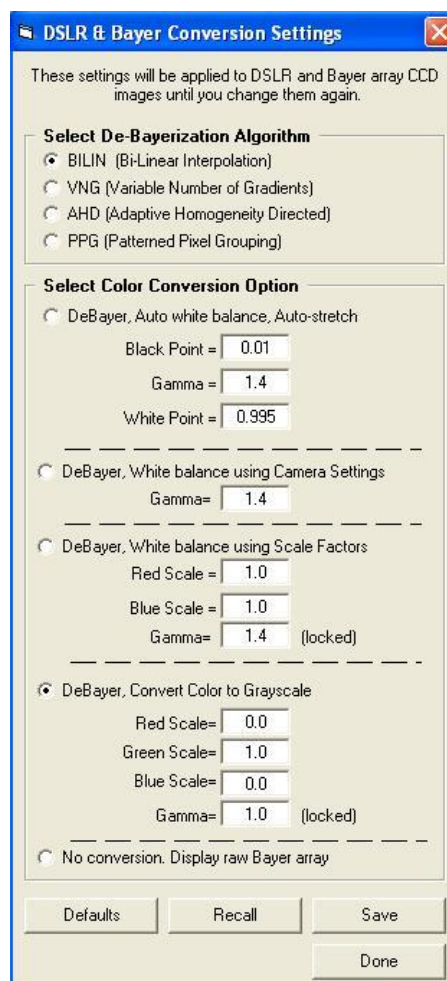 DSLR & Bayer Conversion Settings
These settings will be applied to DSLR and Bayer array CCD
images until you change them again.
Select De-Bayerization Algorithm
BILIN (Bi-Linear Interpolation)
VNG (Variable Number of Gradients)
AHD (Adaptive Homogeneity Directed)
PPG (Patterned Pixel Grouping)
Select Color Conversion Option
DeBayer, Auto white balance, Auto-stretch
Black Point = 0.01
Gamma = 1.4
White Point = 0.995
DeBayer, White balance using Camera Settings
Gamma= 1.4
DeBayer, White balance using Scale Factors
Red Scale = 1.0
Blue Scale = 1.0
Gamma= 1.4 (locked)
DeBayer, Convert Color to Grayscale
Red Scale= 0.0
Green Scale= 1.0
Blue Scale= 0.0
Gamma= 1.0 (locked)
No conversion. Display raw Bayer array
Defaults Recall Save
Done